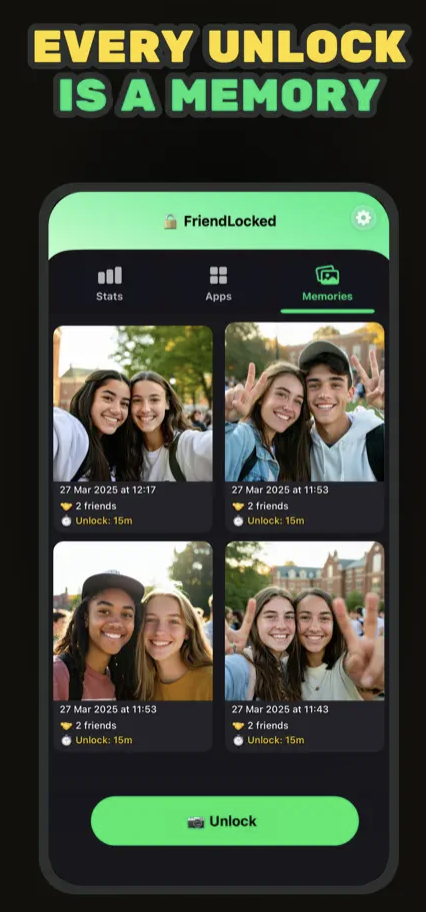 EVERY UNLOCK
IS A MEMORY
FriendLocked
Stats
Apps
Memories
27 Mar 2025 at 12:17
2 friends
Unlock: 15m
27 Mar 2025 at 11:53
2 friends
Unlock: 15m
27 Mar 2025 at 11:53
2 friends
Unlock: 15m
27 Mar 2025 at 11:43
2 friends
Unlock: 15m
Unlock